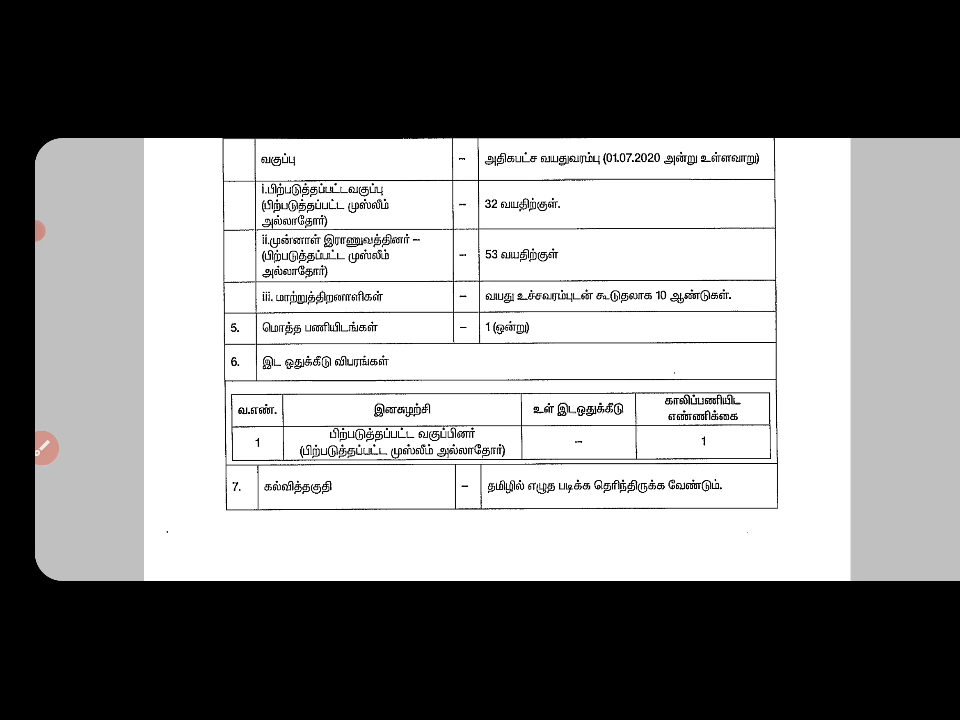 வகுப்பு – அதிகபட்ச வயதுவரம்பு (01.07.2020 அன்று உள்ளவாறு)
i.பிற்படுத்தப்பட்டவகுப்பு
(பிற்படுத்தப்பட்ட முஸ்லீம் – 32 வயதிற்குள்.
அல்லாதோர்)
ii.முன்னாள் இராணுவத்தினர் –
(பிற்படுத்தப்பட்ட முஸ்லீம் – 53 வயதிற்குள்
அல்லாதோர்)
iii. மாற்றுத்திறனாளிகள் – வயது உச்சவரம்புடன் கூடுதலாக 10 ஆண்டுகள்.
5. மொத்த பணியிடங்கள் – 1 (ஒன்று)
6. இட ஒதுக்கீடு விபரங்கள்
வ.எண். இனசுழற்சி உள் இடஒதுக்கீடு காலிப்பணியிட
எண்ணிக்கை
1 பிற்படுத்தப்பட்ட வகுப்பினர் – 1
(பிற்படுத்தப்பட்ட முஸ்லீம் அல்லாதோர்)
7. கல்வித்தகுதி – தமிழில் எழுத படிக்க தெரிந்திருக்க வேண்டும்.